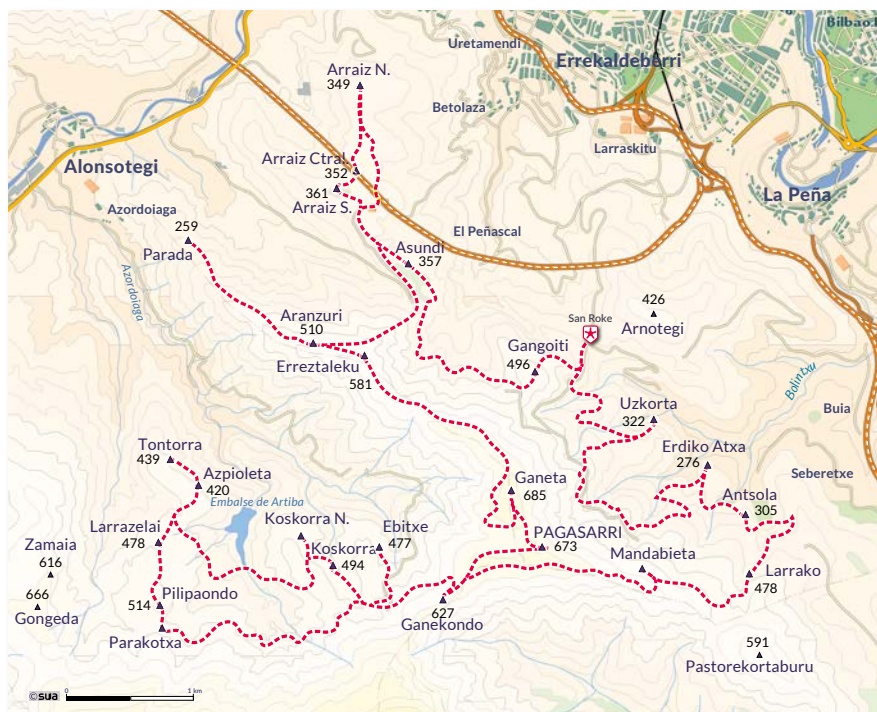 Bilbao
Uretamendi
Errekaldeberri
Arraiz N.
349
Betolaza
Larraskitu
Arraiz Ctral.
352
Alonsotegi
361
Arraiz S.
La Peña
Azordoiaga
259
Parada
El Peñascal
Asundi
357
Azordoiaga
426
Arnotegi
Aranzuri
510
San Roke
Gangoiti
496
Erreztaleku
581
Bolintxu
Uzkorta
322
Buia
Tontorra
439
Erdiko Atxa
276
Seberetxe
Azpioleta
420
Ganeta
685
Antsola
305
Embalse de Artiba
Larrazelai
478
Koskorra N.
Ebitxe
477
PAGASARRI
673
Zamaia
616
Koskorra
494
Mandabieta
Larrako
478
666
Gongeda
514
Pilipaondo
Parakotxa
627
Ganekondo
591
Pastorekortaburu
©sua
0
1 km